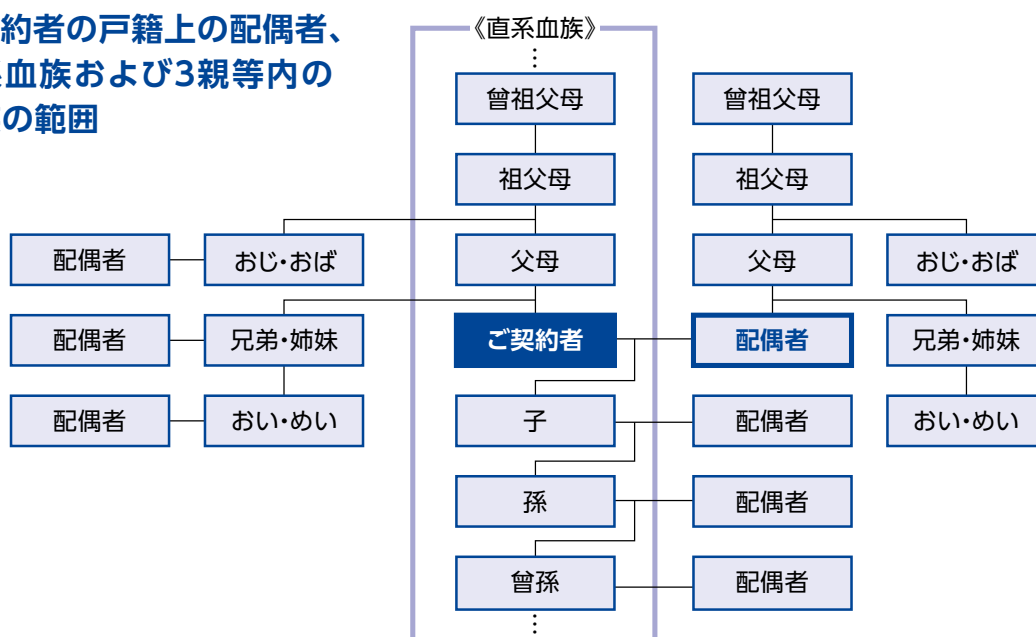 約者の戸籍上の配偶者、
血族および3親等内の
の範囲
《直系血族》
曾祖父母 曾祖父母
祖父母 祖父母
配偶者 おじ・おば 父母 父母 おじ・おば
配偶者 兄弟・姉妹 ご契約者 配偶者 兄弟・姉妹
配偶者 おい・めい 子 配偶者 おい・めい
孫 配偶者
曾孫 配偶者